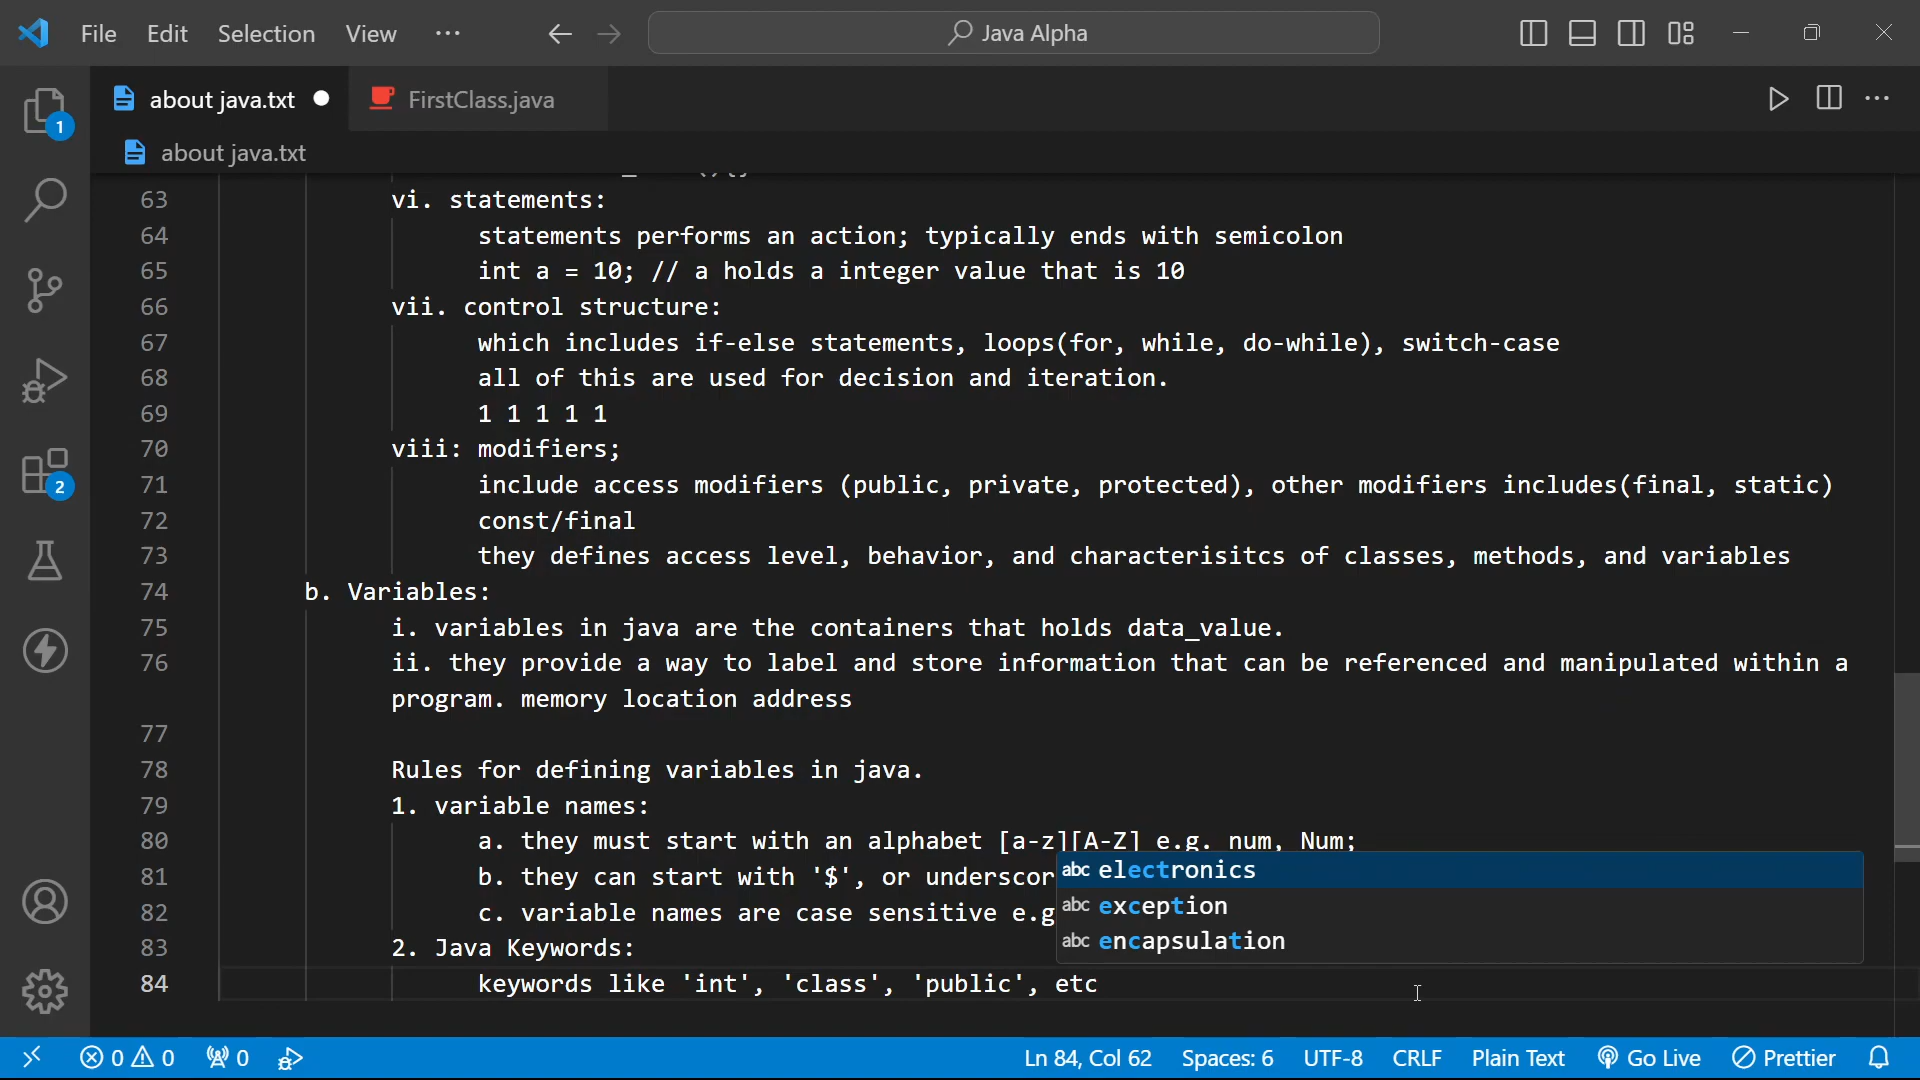 File Edit Selection View ··· Java Alpha
about java.txt FirstClass.java
about java.txt
63 vi. statements:
64 statements performs an action; typically ends with semicolon
65 int a = 10; // a holds a integer value that is 10
66 vii. control structure:
67 which includes if-else statements, loops(for, while, do-while), switch-case
68 all of this are used for decision and iteration.
69 1 1 1 1 1
70 viii: modifiers;
71 include access modifiers (public, private, protected), other modifiers includes(final, static)
72 const/final
73 they defines access level, behavior, and characterisitcs of classes, methods, and variables
74 b. Variables:
75 i. variables in java are the containers that holds data_value.
76 ii. they provide a way to label and store information that can be referenced and manipulated within a
program. memory location address
77
78 Rules for defining variables in java.
79 1. variable names:
80 a. they must start with an alphabet [a-z][A-Z] e.g. num, Num;
abc electronics
81 b. they can start with '$', or underscor
abc exception
82 c. variable names are case sensitive e.g
abc encapsulation
83 2. Java Keywords:
84 keywords like 'int', 'class', 'public', etc
1
2
0 0 0 Ln 84, Col 62 Spaces: 6 UTF-8 CRLF Plain Text Go Live Prettier